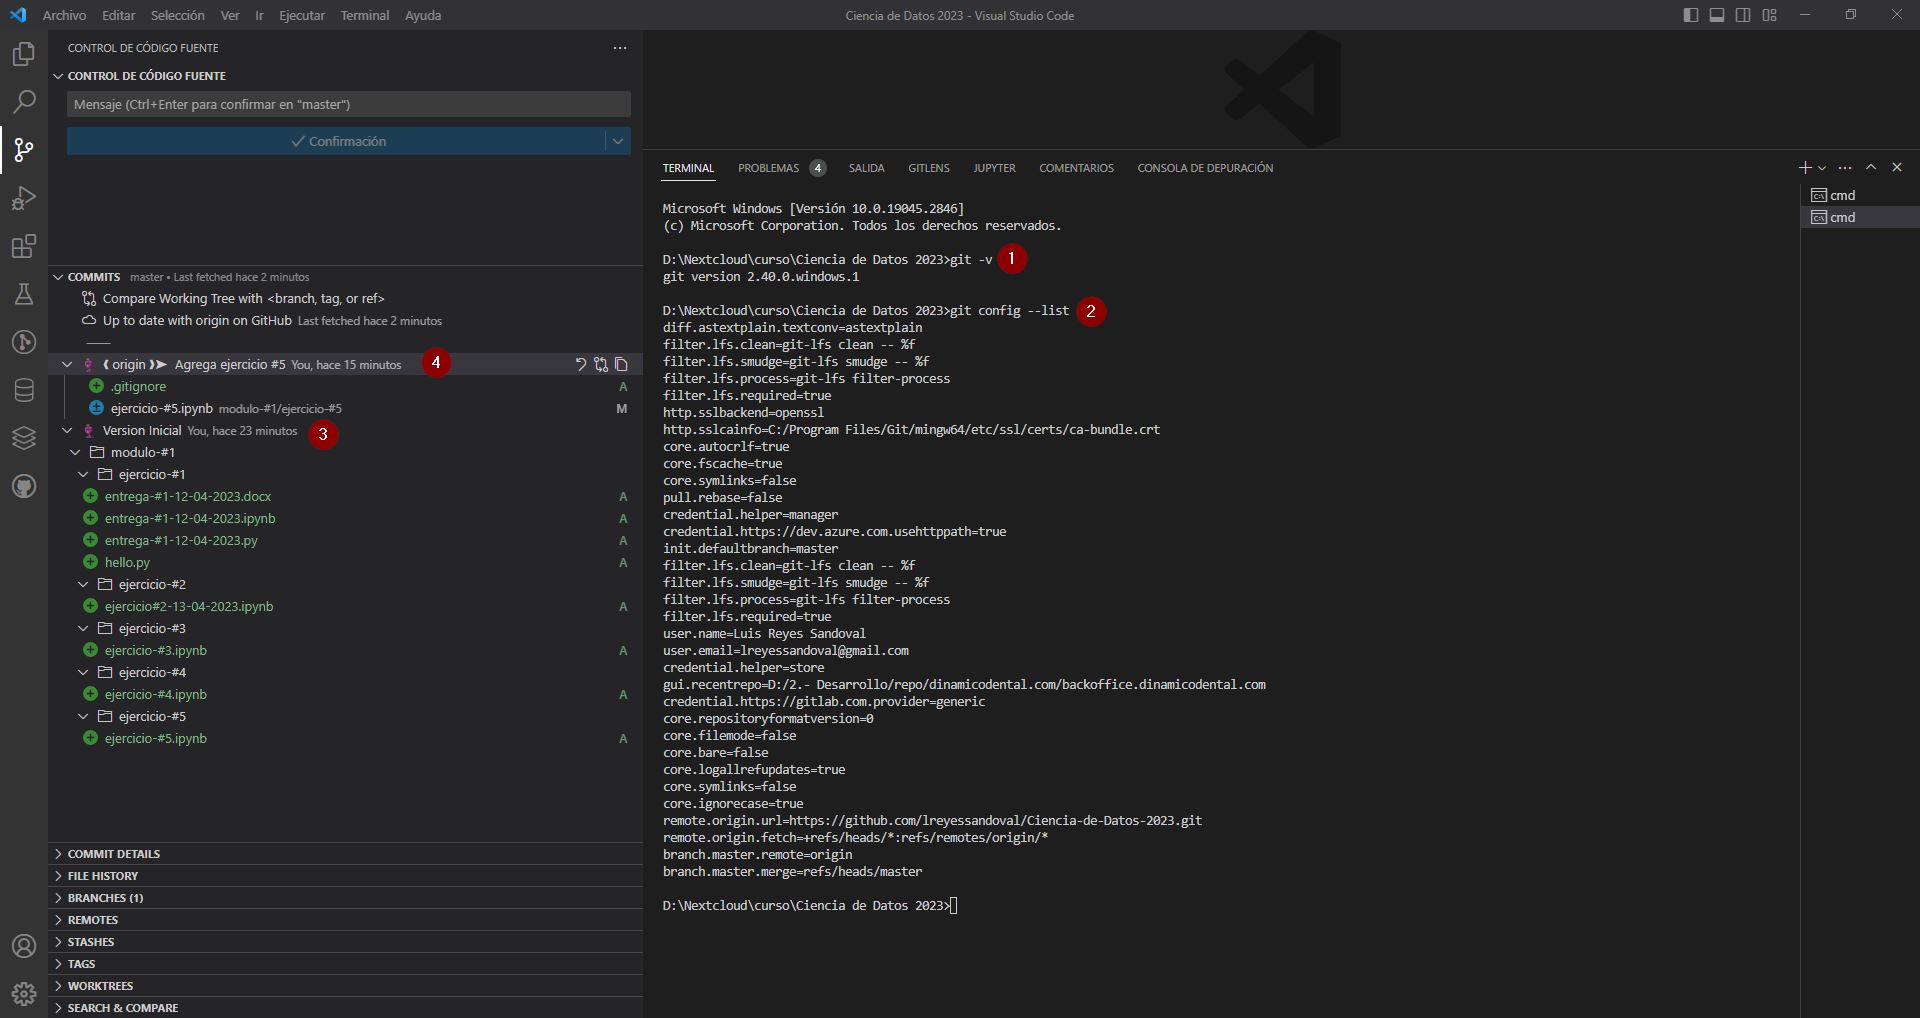 Archivo Editar Selección Ver Ir Ejecutar Terminal Ayuda
Ciencia de Datos 2023 - Visual Studio Code
CONTROL DE CÓDIGO FUENTE
CONTROL DE CÓDIGO FUENTE
Mensaje (Ctrl+Enter para confirmar en "master")
Confirmación
COMMITS master • Last fetched hace 2 minutos
Compare Working Tree with <branch, tag, or ref>
Up to date with origin on GitHub Last fetched hace 2 minutos
origin Agrega ejercicio #5 You, hace 15 minutos 4
.gitignore A
ejercicio-#5.ipynb modulo-#1/ejercicio-#5 M
Version Inicial You, hace 23 minutos 3
modulo-#1
ejercicio-#1
entrega-#1-12-04-2023.docx A
entrega-#1-12-04-2023.ipynb A
entrega-#1-12-04-2023.py A
hello.py A
ejercicio-#2
ejercicio#2-13-04-2023.ipynb A
ejercicio-#3
ejercicio-#3.ipynb A
ejercicio-#4
ejercicio-#4.ipynb A
ejercicio-#5
ejercicio-#5.ipynb A
COMMIT DETAILS
FILE HISTORY
BRANCHES (1)
REMOTES
STASHES
TAGS
WORKTREES
SEARCH & COMPARE
TERMINAL PROBLEMAS 4 SALIDA GITLENS JUPYTER COMENTARIOS CONSOLA DE DEPURACIÓN
Microsoft Windows [Versión 10.0.19045.2846]
(c) Microsoft Corporation. Todos los derechos reservados.
D:\Nextcloud\curso\Ciencia de Datos 2023>git -v 1
git version 2.40.0.windows.1
D:\Nextcloud\curso\Ciencia de Datos 2023>git config --list 2
diff.astextplain.textconv=astextplain
filter.lfs.clean=git-lfs clean -- %f
filter.lfs.smudge=git-lfs smudge -- %f
filter.lfs.process=git-lfs filter-process
filter.lfs.required=true
http.sslbackend=openssl
http.sslcainfo=C:/Program Files/Git/mingw64/etc/ssl/certs/ca-bundle.crt
core.autocrlf=true
core.fscache=true
core.symlinks=false
pull.rebase=false
credential.helper=manager
credential.https://dev.azure.com.usehttppath=true
init.defaultbranch=master
filter.lfs.clean=git-lfs clean -- %f
filter.lfs.smudge=git-lfs smudge -- %f
filter.lfs.process=git-lfs filter-process
filter.lfs.required=true
user.name=Luis Reyes Sandoval
user.email=lreyessandoval@gmail.com
credential.helper=store
gui.recentrepo=D:/2.- Desarrollo/repo/dinamicodental.com/backoffice.dinamicodental.com
credential.https://gitlab.com.provider=generic
core.repositoryformatversion=0
core.filemode=false
core.bare=false
core.logallrefupdates=true
core.symlinks=false
core.ignorecase=true
remote.origin.url=https://github.com/lreyessandoval/Ciencia-de-Datos-2023.git
remote.origin.fetch=+refs/heads/*:refs/remotes/origin/*
branch.master.remote=origin
branch.master.merge=refs/heads/master
D:\Nextcloud\curso\Ciencia de Datos 2023>
cmd
cmd